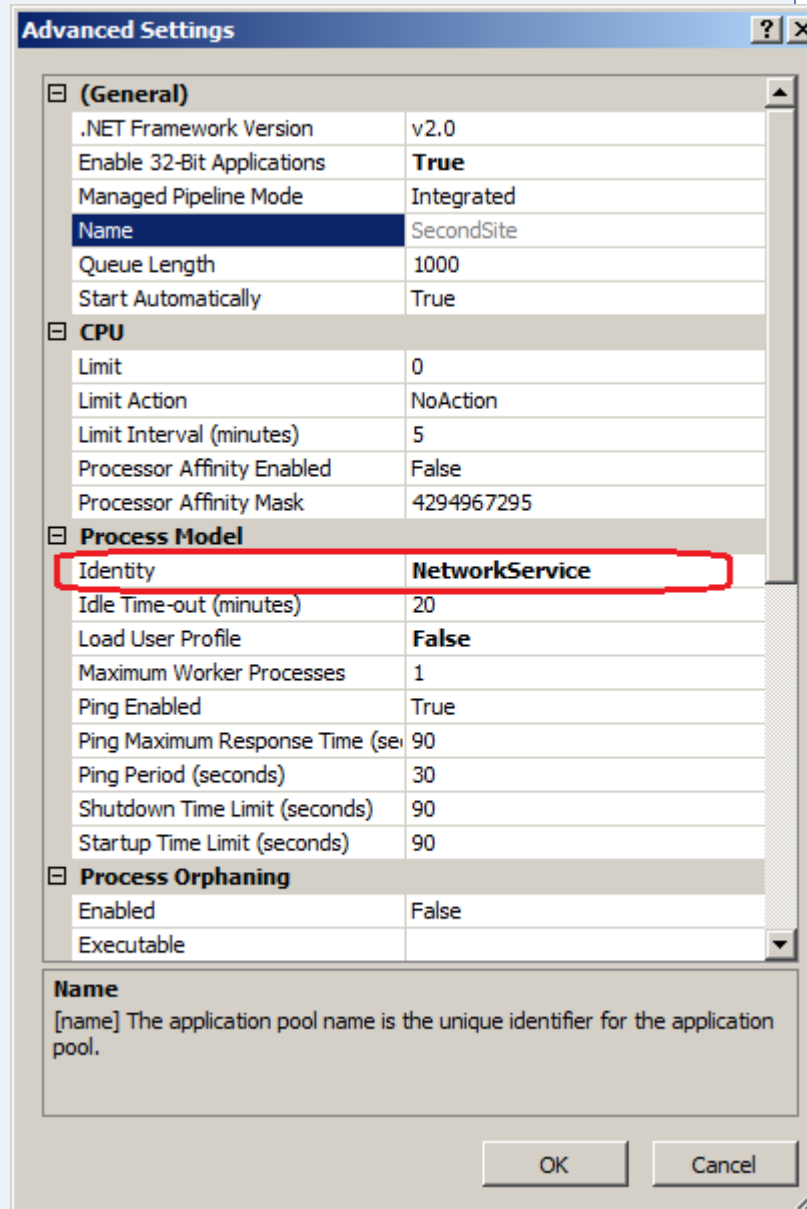 Advanced Settings
(General)
.NET Framework Version v2.0
Enable 32-Bit Applications True
Managed Pipeline Mode Integrated
Name SecondSite
Queue Length 1000
Start Automatically True
CPU
Limit 0
Limit Action NoAction
Limit Interval (minutes) 5
Processor Affinity Enabled False
Processor Affinity Mask 4294967295
Process Model
Identity NetworkService
Idle Time-out (minutes) 20
Load User Profile False
Maximum Worker Processes 1
Ping Enabled True
Ping Maximum Response Time (se 90
Ping Period (seconds) 30
Shutdown Time Limit (seconds) 90
Startup Time Limit (seconds) 90
Process Orphaning
Enabled False
Executable
Name
[name] The application pool name is the unique identifier for the application
pool.
OK Cancel